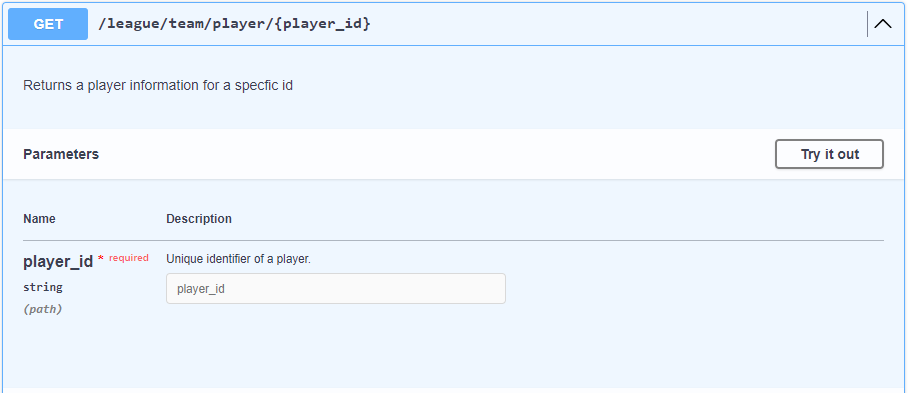 GET /league/team/player/{player_id}
Returns a player information for a specfic id
Parameters Try it out
Name Description
player_id * required Unique identifier of a player.
string player_id
(path)